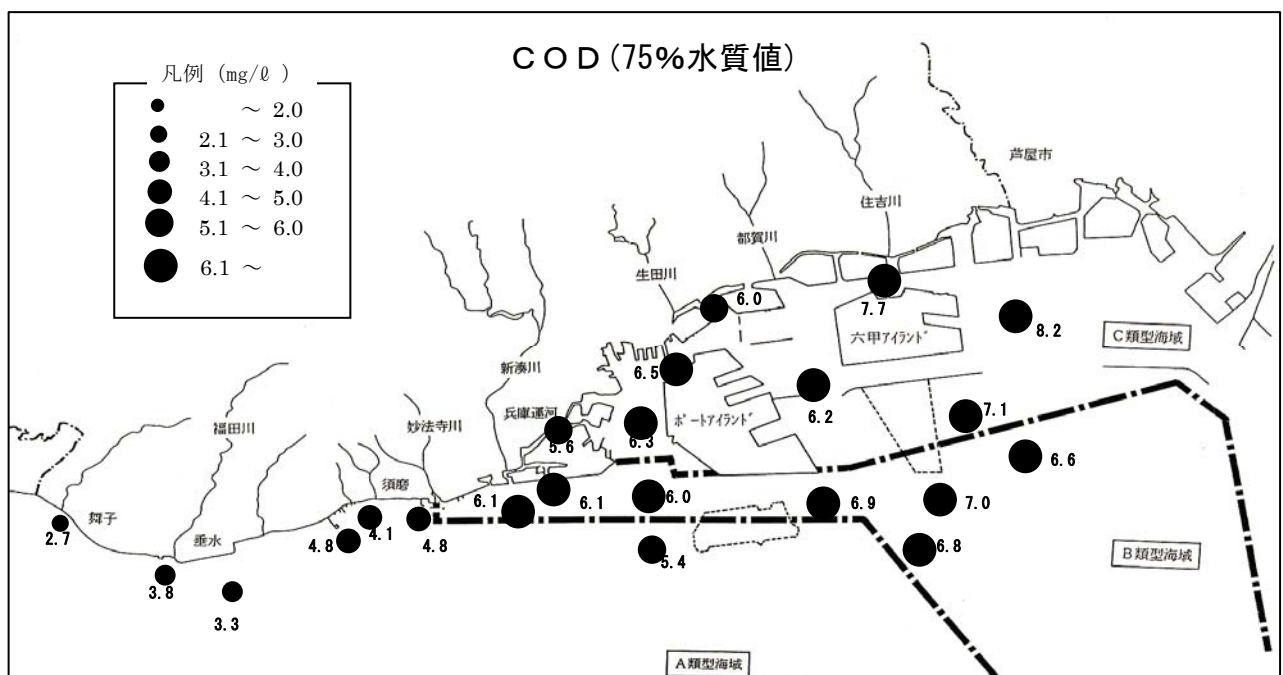 ＣＯＤ(75%水質値)
凡例 (mg/ℓ )
～ 2.0
2.1 ～ 3.0
3.1 ～ 4.0
4.1 ～ 5.0
5.1 ～ 6.0
6.1 ～
芦屋市
住吉川
都賀川
生田川
6.0
7.7
8.2
六甲アイランド
C類型海域
新湊川
6.5
6.2
兵庫運河
ポートアイランド
7.1
妙法寺川
福田川
5.6
6.3
6.6
須磨
舞子
垂水
2.7
4.8
4.1
4.8
6.1
6.1
6.0
6.9
7.0
5.4
6.8
B類型海域
3.8
3.3
A類型海域